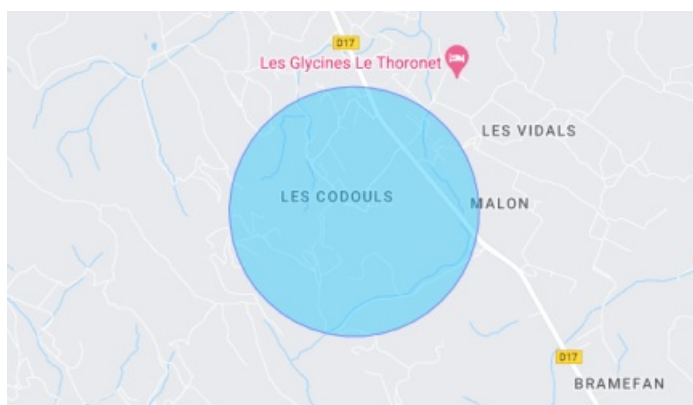 D17
Les Glycines Le Thoronet
LES VIDALS
LES CODOULS
MALON
D17
BRAMEFAN